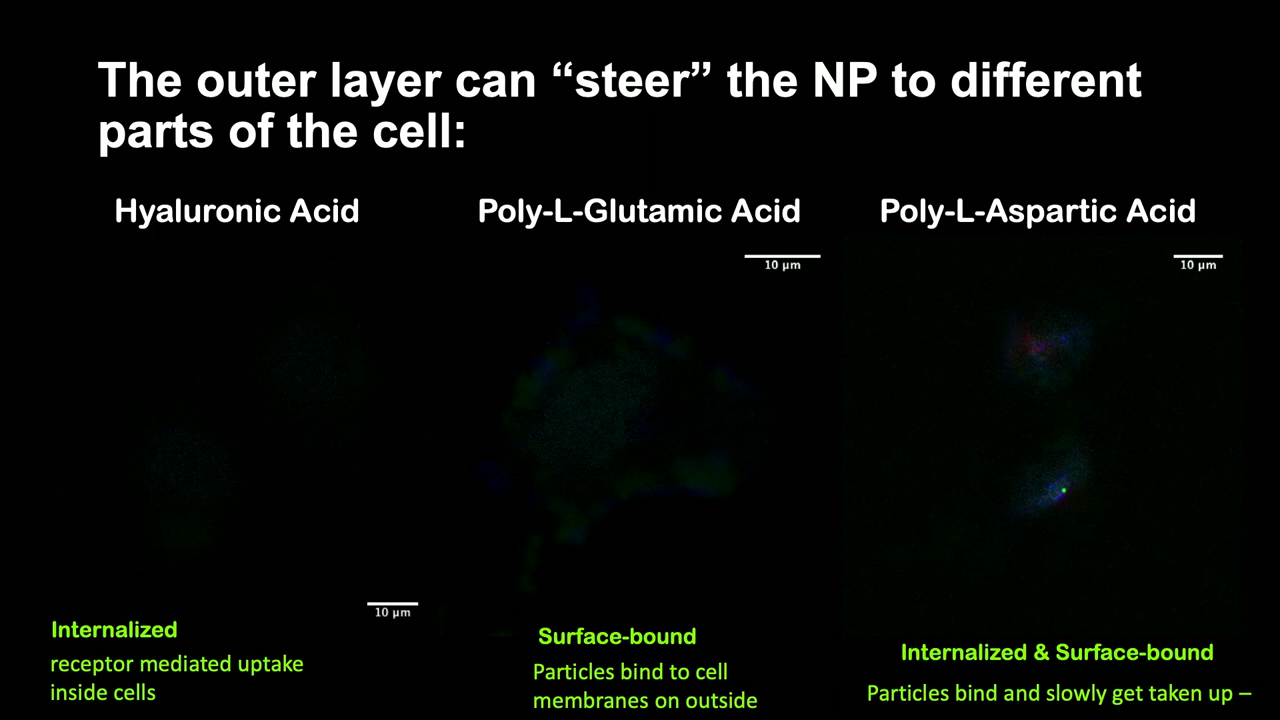 The outer layer can “steer” the NP to different
parts of the cell:
Hyaluronic Acid
Poly-L-Glutamic Acid
Poly-L-Aspartic Acid
10 µm
10 µm
10 µm
Internalized
receptor mediated uptake
inside cells
Surface-bound
Particles bind to cell
membranes on outside
Internalized & Surface-bound
Particles bind and slowly get taken up –